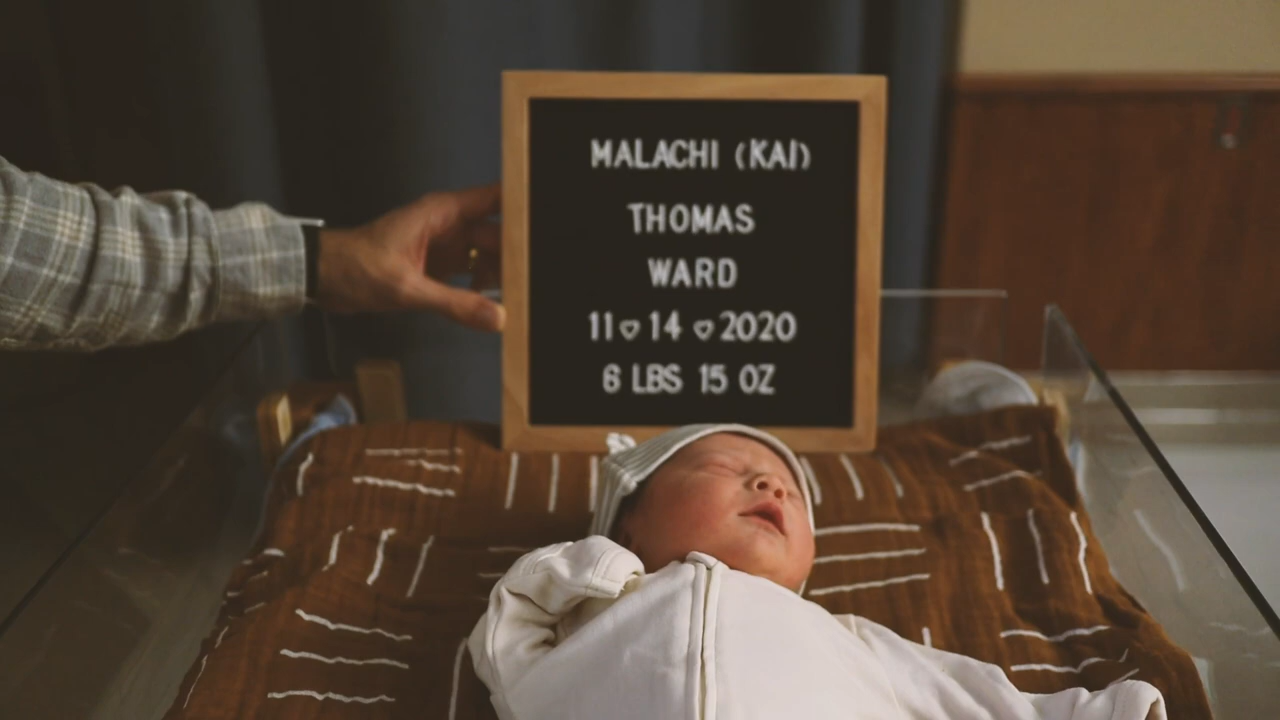 MALACHI (KAI)
THOMAS
WARD
11♡14♡2020
6 LBS 15 OZ